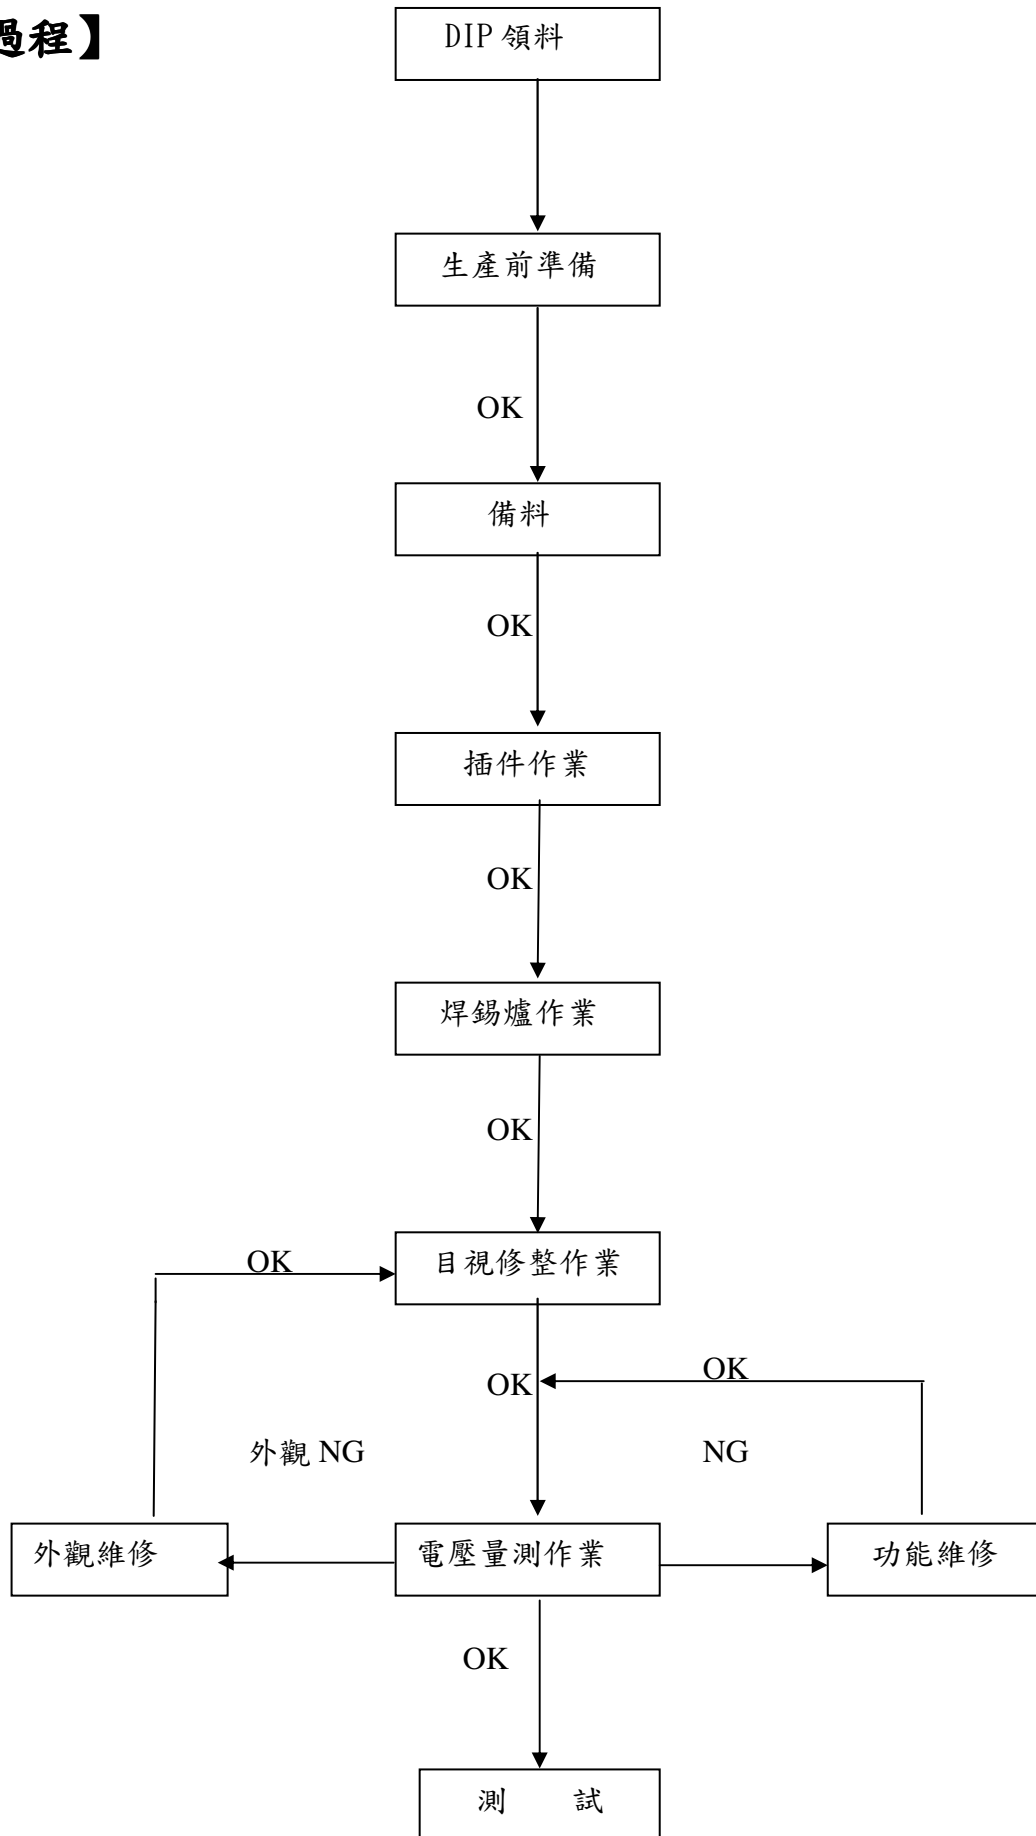 過程】
DIP 領料
生產前準備
OK
備料
OK
插件作業
OK
焊錫爐作業
OK
目視修整作業
OK
OK
OK
外觀 NG
NG
外觀維修
電壓量測作業
功能維修
OK
測 試